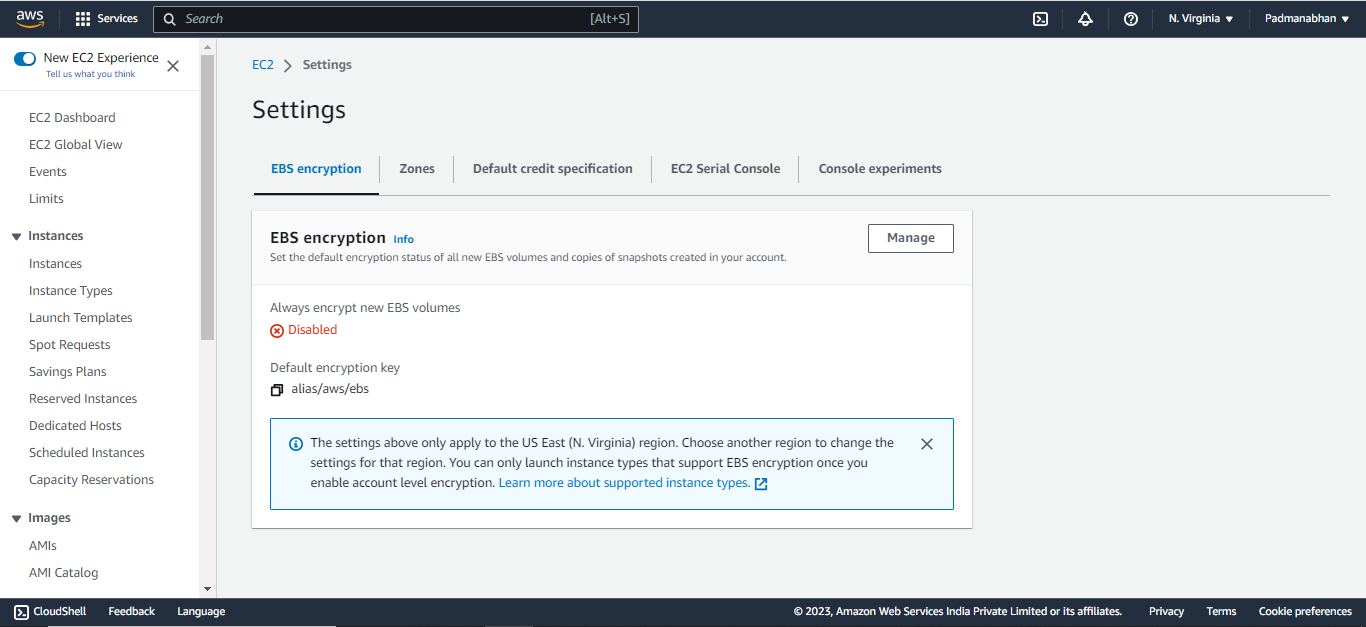 aws
Services
Search
[Alt+S]
N. Virginia
Padmanabhan
New EC2 Experience
Tell us what you think
EC2 Dashboard
EC2 Global View
Events
Limits
Instances
Instances
Instance Types
Launch Templates
Spot Requests
Savings Plans
Reserved Instances
Dedicated Hosts
Scheduled Instances
Capacity Reservations
Images
AMIs
AMI Catalog
EC2
Settings
Settings
EBS encryption
Zones
Default credit specification
EC2 Serial Console
Console experiments
EBS encryption Info
Manage
Set the default encryption status of all new EBS volumes and copies of snapshots created in your account.
Always encrypt new EBS volumes
Disabled
Default encryption key
alias/aws/ebs
The settings above only apply to the US East (N. Virginia) region. Choose another region to change the
settings for that region. You can only launch instance types that support EBS encryption once you
enable account level encryption. Learn more about supported instance types.
CloudShell
Feedback
Language
© 2023, Amazon Web Services India Private Limited or its affiliates.
Privacy
Terms
Cookie preferences